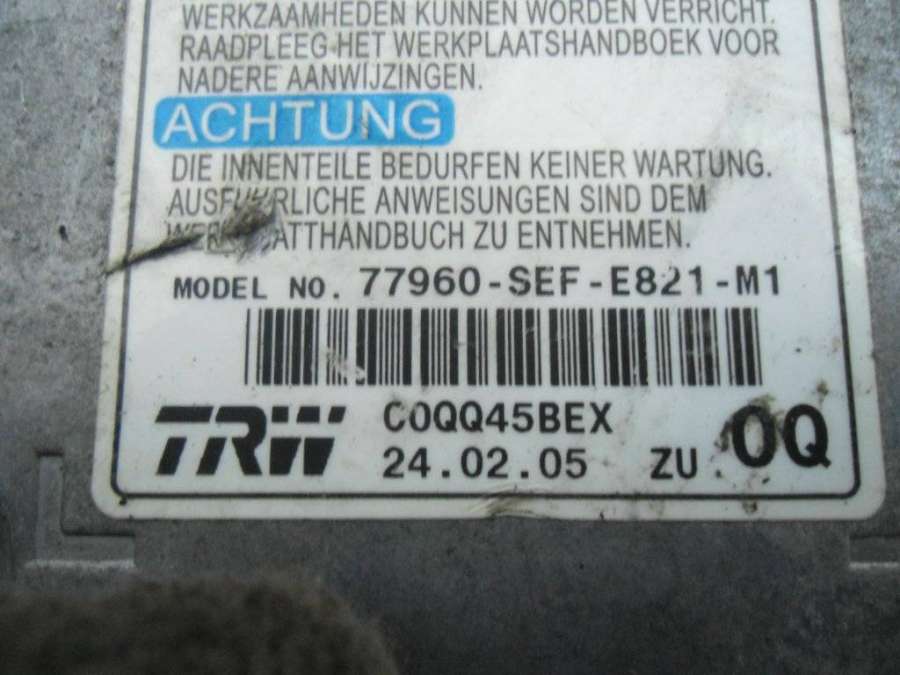 WERKZAAMHEDEN KUNNEN WORDEN VERRICHT.
RAADPLEEG HET WERKPLAATSHANDBOEK VOOR
NADERE AANWIJZINGEN.
ACHTUNG
DIE INNENTEILE BEDURFEN KEINER WARTUNG.
AUSFUHRLICHE ANWEISUNGEN SIND DEM
ZU ENTNEHMEN.
MODEL NO. 77960-SEF-E821-M1
TRW C0QQ45BEX
24.02.05 ZU. 0Q